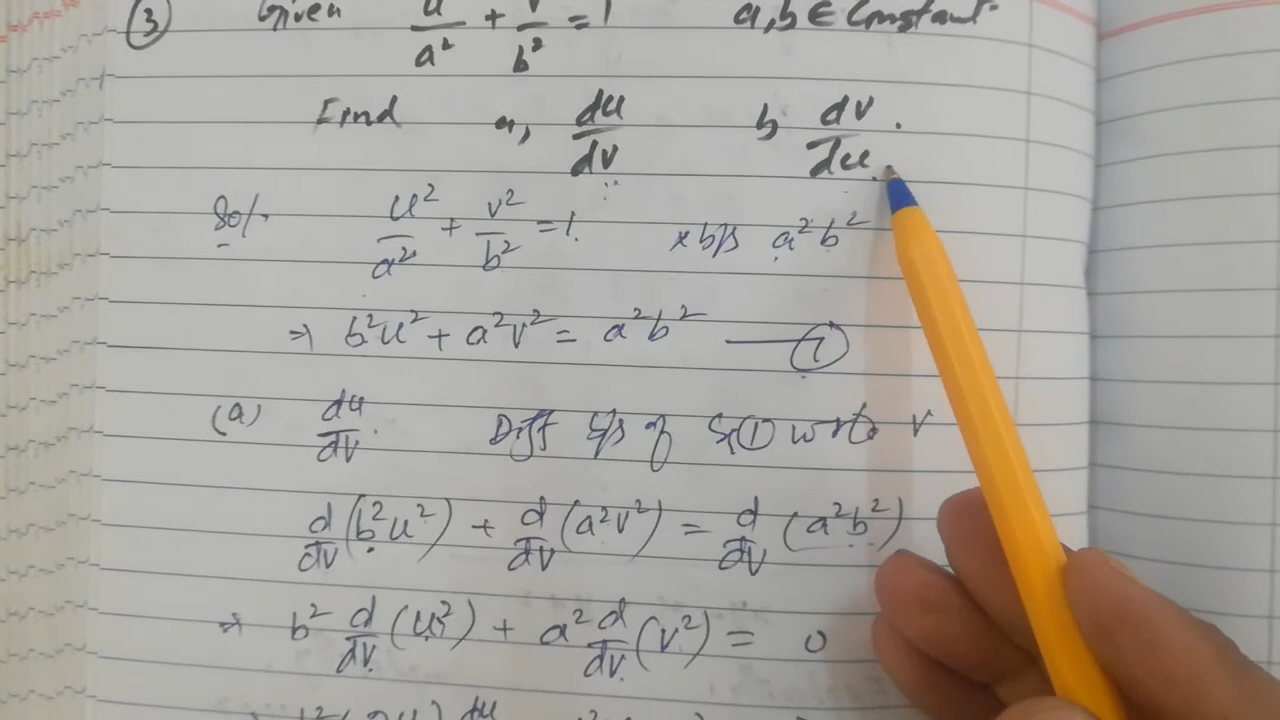 ③ Given u/a² + v/b² = 1 a, b ∈ Constant
Find a, du/dv b, dv/du.
Sol. u²/a² + v²/b² = 1. × b/s a²b²
⇒ b²u² + a²v² = a²b² — ①
(a) du/dv. Diff b/s of ① w.r.to v
d/dv (b²u²) + d/dv (a²v²) = d/dv (a²b²)
⇒ b² d/dv (u²) + a² d/dv (v²) = 0